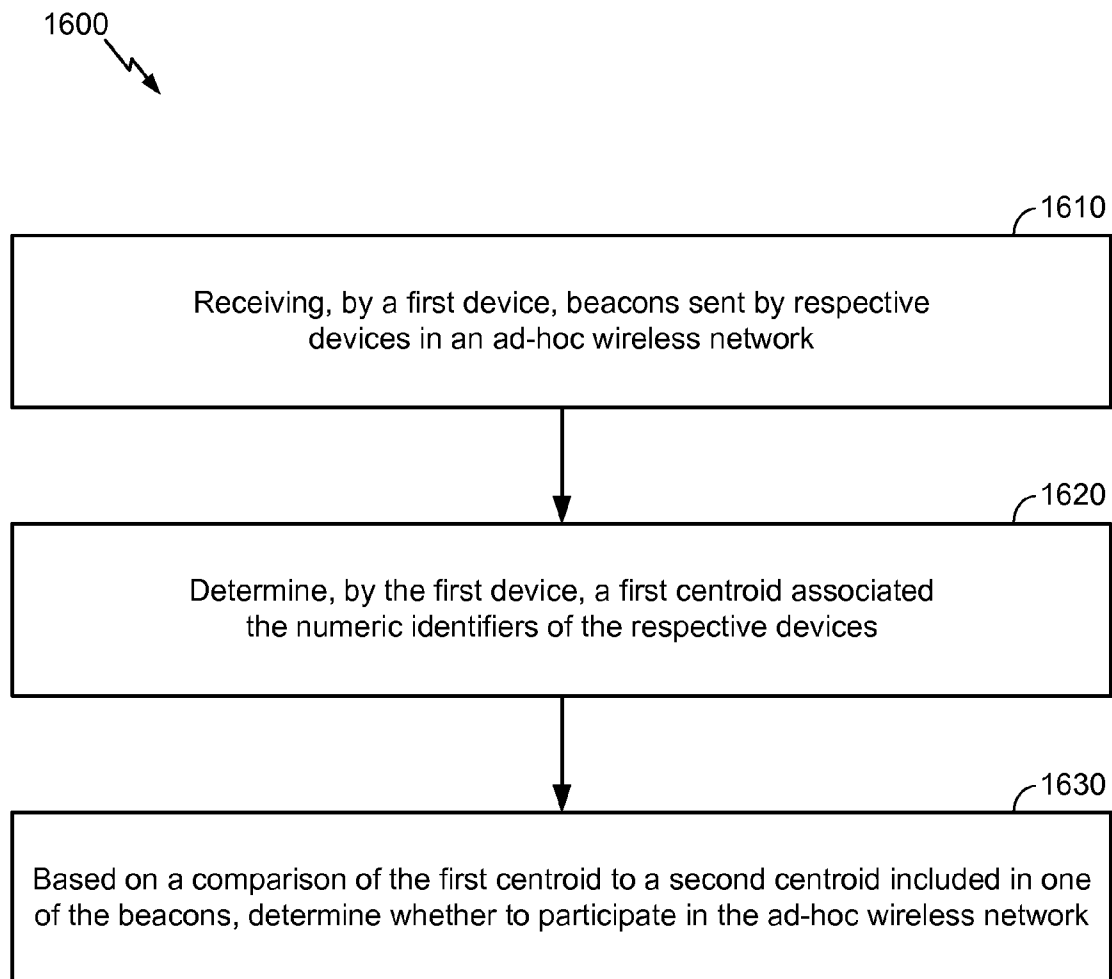 1600
1610
Receiving, by a first device, beacons sent by respective
devices in an ad-hoc wireless network
1620
Determine, by the first device, a first centroid associated
the numeric identifiers of the respective devices
1630
Based on a comparison of the first centroid to a second centroid included in one
of the beacons, determine whether to participate in the ad-hoc wireless network